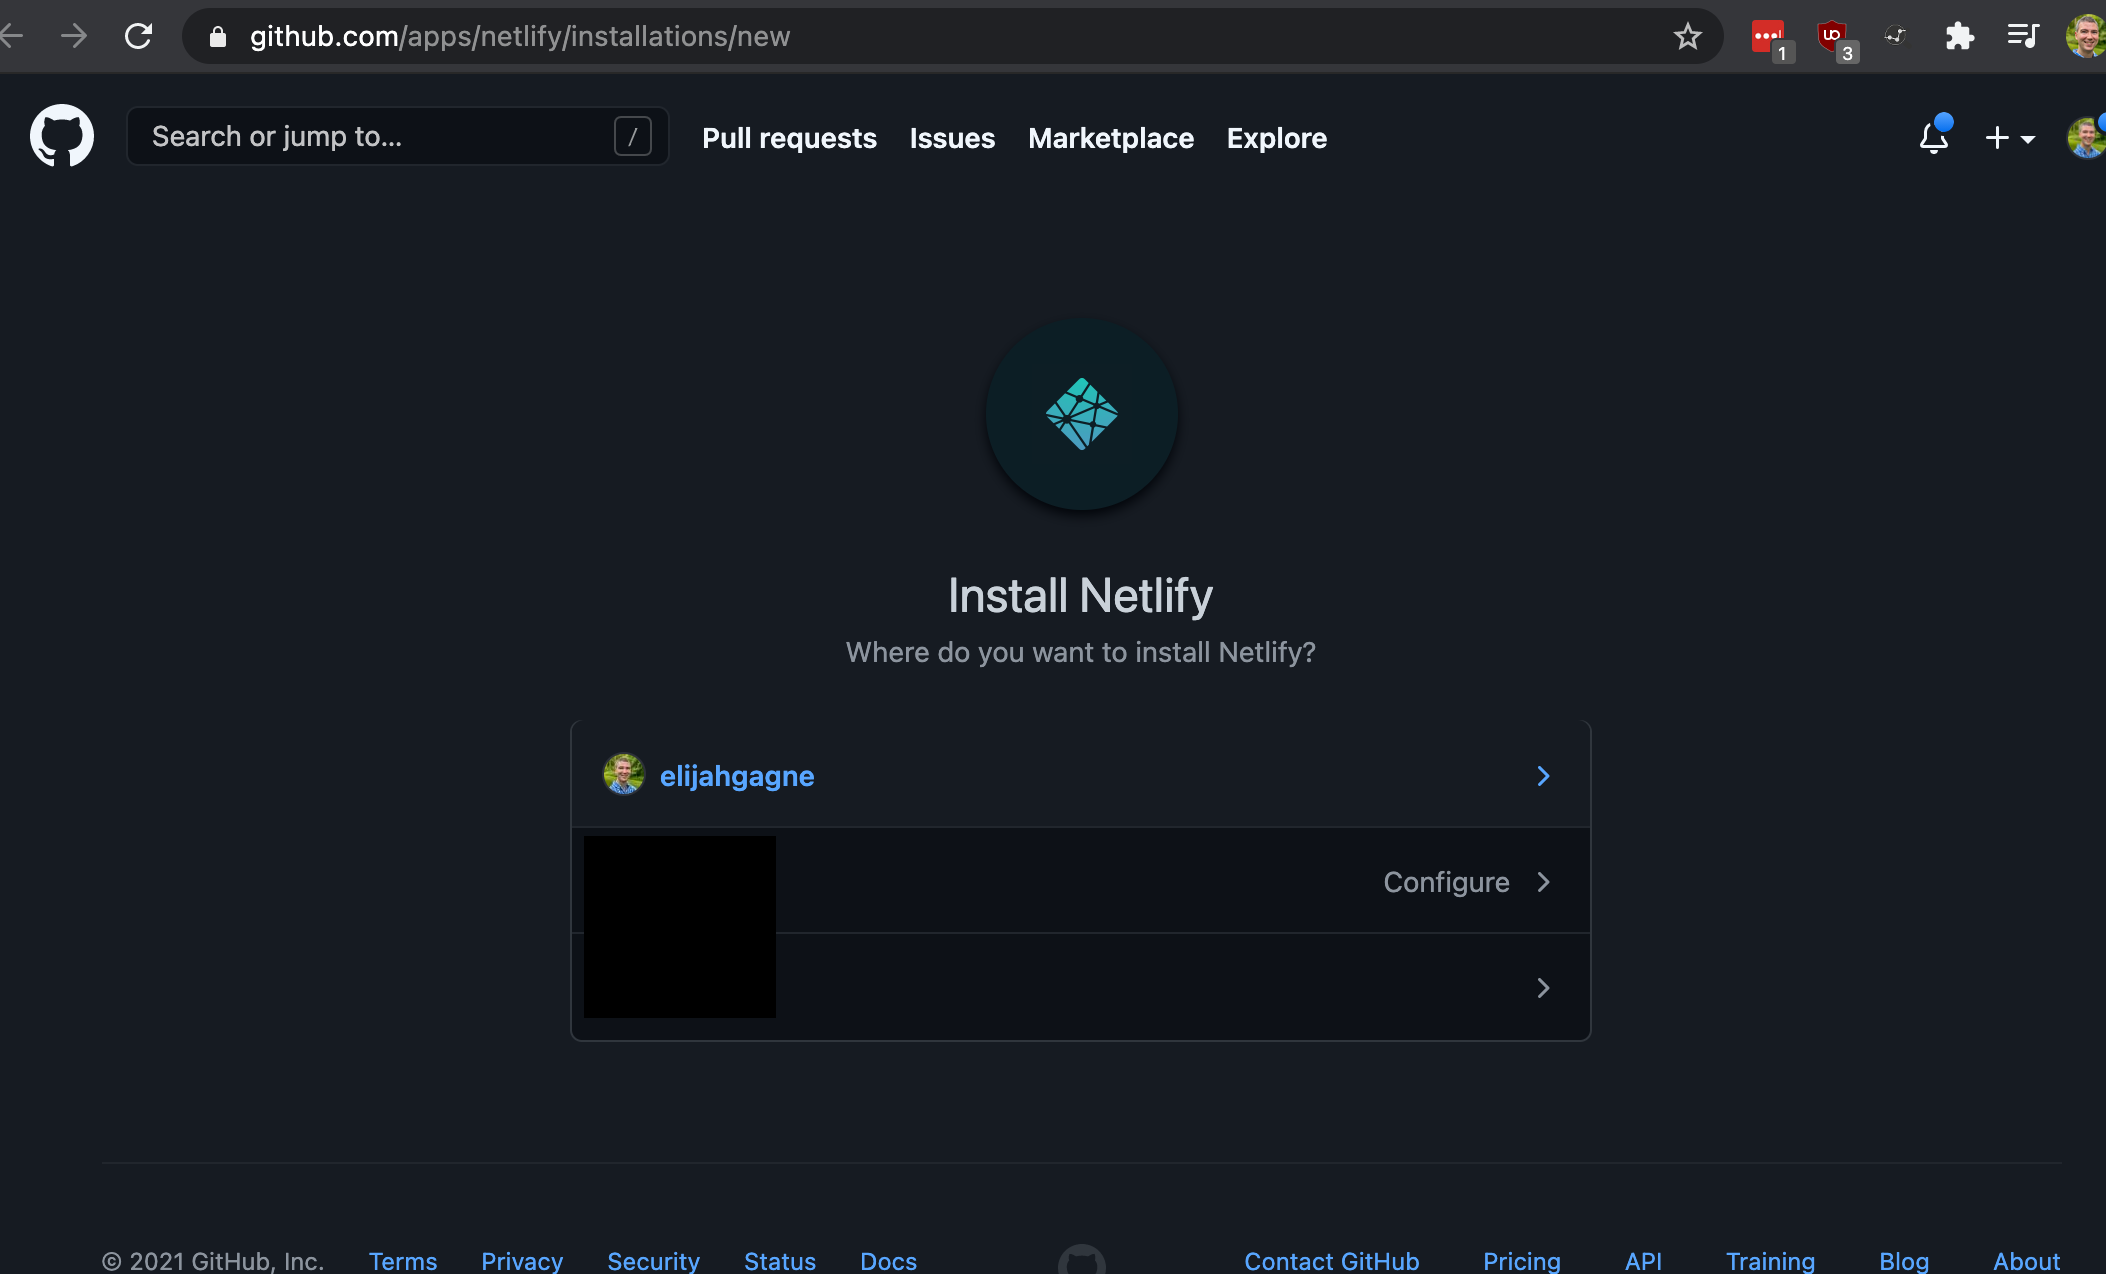 github.com/apps/netlify/installations/new
1
3
Search or jump to...
/
Pull requests
Issues
Marketplace
Explore
Install Netlify
Where do you want to install Netlify?
elijahgagne
Configure
© 2021 GitHub, Inc.
Terms
Privacy
Security
Status
Docs
Contact GitHub
Pricing
API
Training
Blog
About